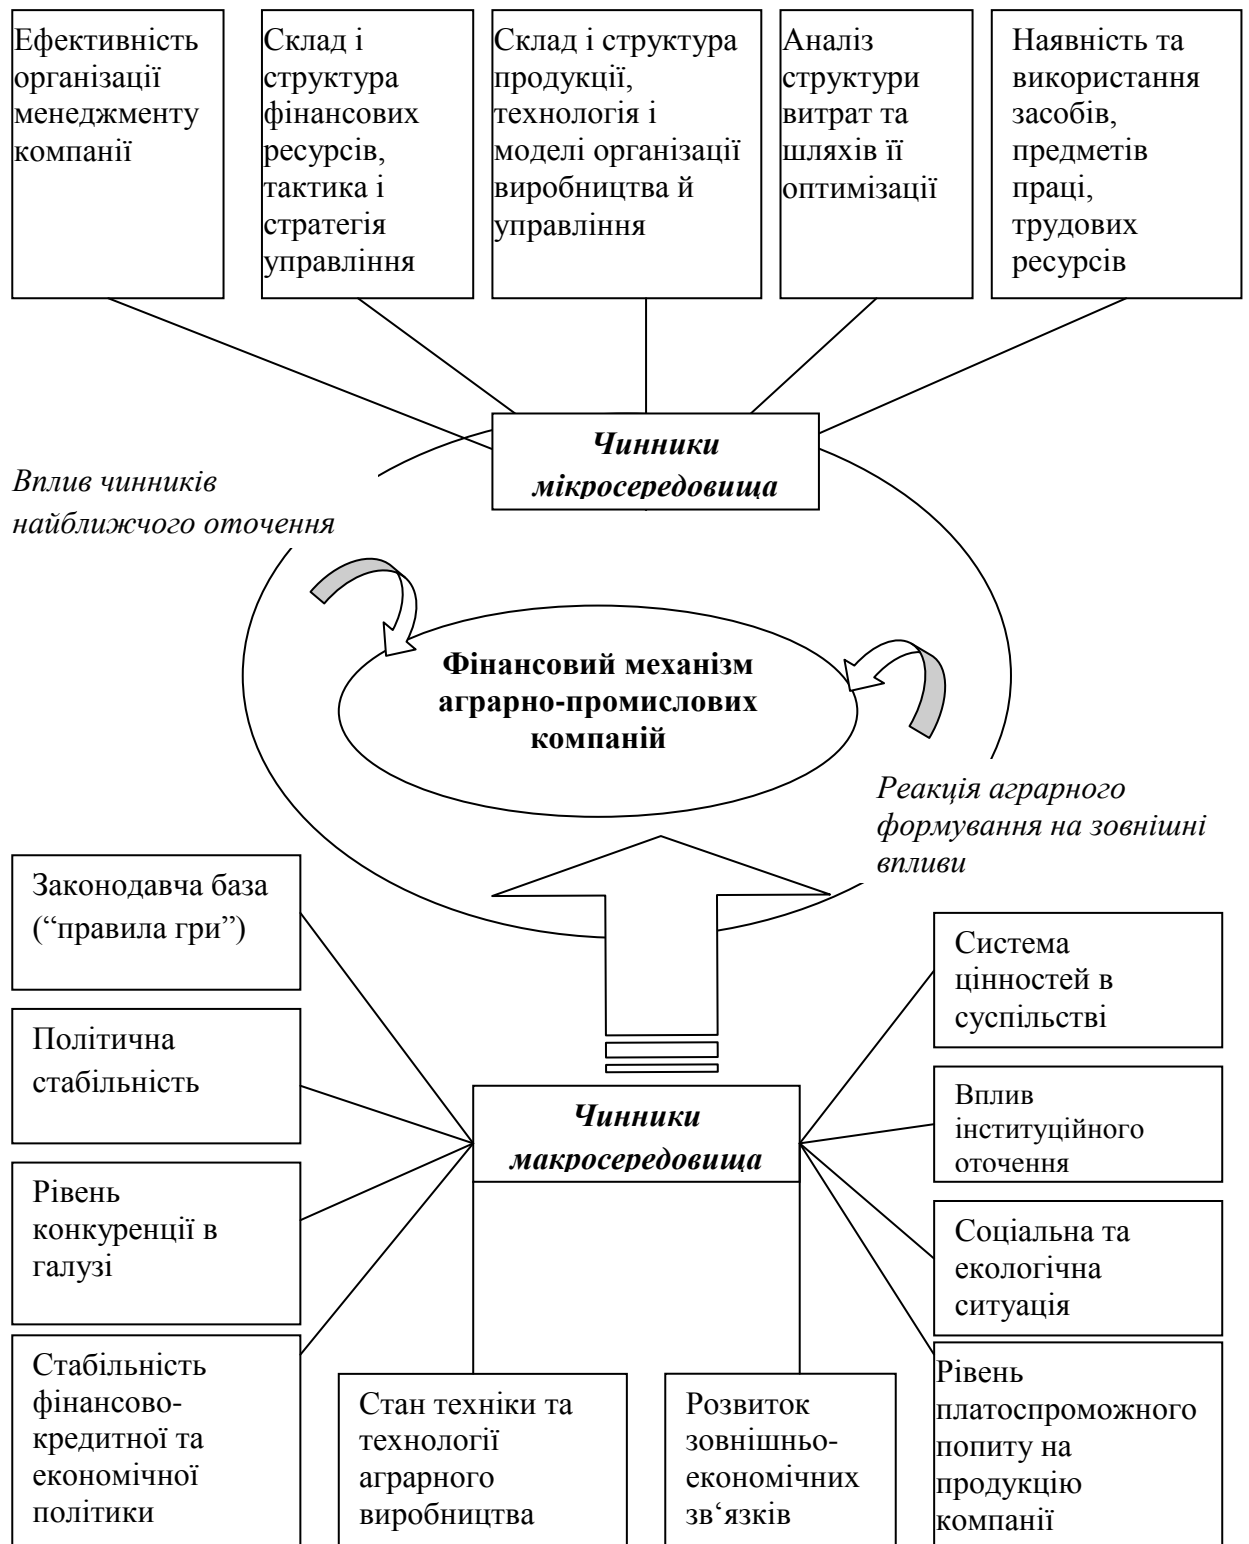 Ефективність
організації
менеджменту
компанії
Склад і
структура
фінансових
ресурсів,
тактика і
стратегія
управління
Склад і структура
продукції,
технологія і
моделі організації
виробництва й
управління
Аналіз
структури
витрат та
шляхів її
оптимізації
Наявність та
використання
засобів,
предметів
праці,
трудових
ресурсів
Чинники
мікросередовища
Вплив чинників
найближчого оточення
Фінансовий механізм
аграрно-промислових
компаній
Реакція аграрного
формування на зовнішні
впливи
Законодавча база
(“правила гри”)
Політична
стабільність
Рівень
конкуренції в
галузі
Стабільність
фінансово-
кредитної та
економічної
політики
Чинники
макросередовища
Стан техніки та
технології
аграрного
виробництва
Розвиток
зовнішньо-
економічних
зв‘язків
Система
цінностей в
суспільстві
Вплив
інституційного
оточення
Соціальна та
екологічна
ситуація
Рівень
платоспроможного
попиту на
продукцію
компанії